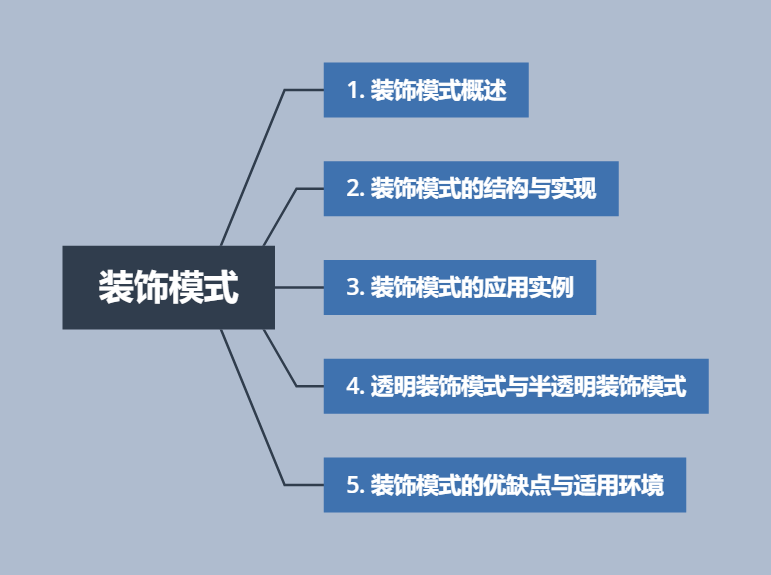 装饰模式
1. 装饰模式概述
2. 装饰模式的结构与实现
3. 装饰模式的应用实例
4. 透明装饰模式与半透明装饰模式
5. 装饰模式的优缺点与适用环境